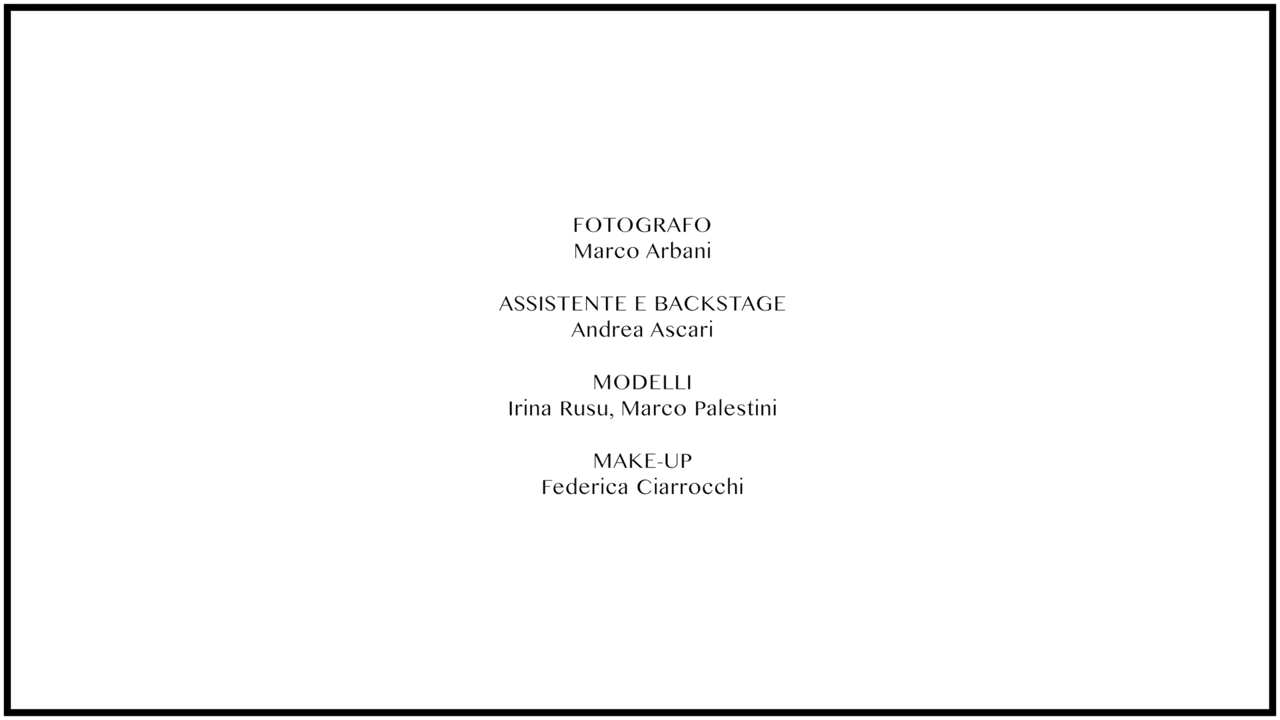 FOTOGRAFO
Marco Arbani
ASSISTENTE E BACKSTAGE
Andrea Ascari
MODELLI
Irina Rusu, Marco Palestini
MAKE-UP
Federica Ciarrocchi